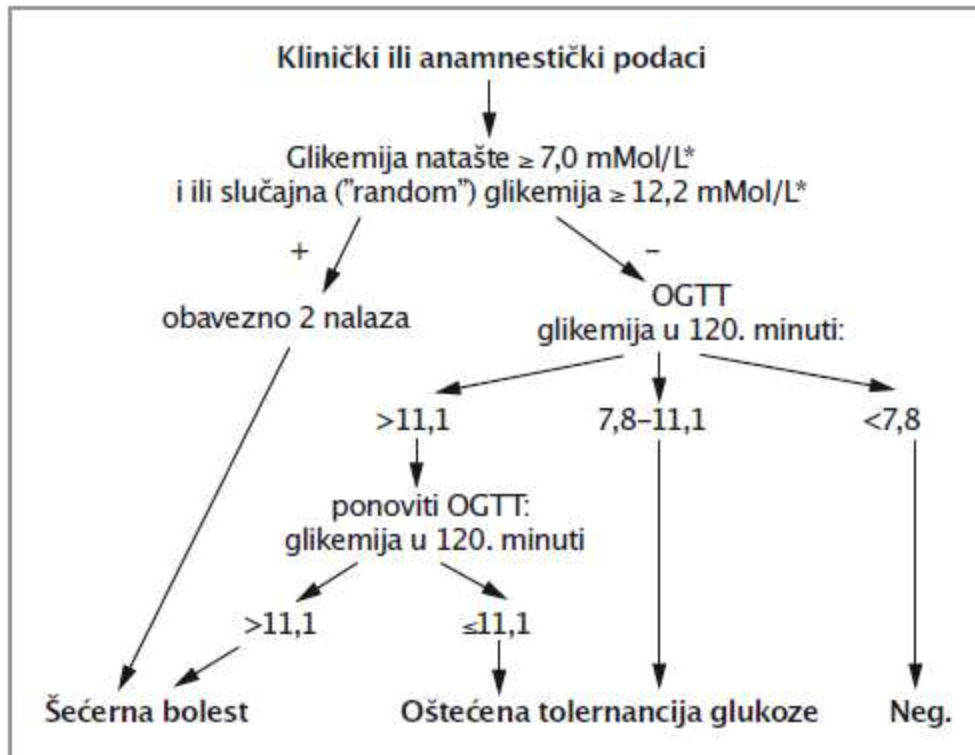 Klinički ili anamnestički podaci
Glikemija natašte ≥ 7,0 mMol/L*
i ili slučajna ("random") glikemija ≥ 12,2 mMol/L*
+
–
obavezno 2 nalaza
OGTT
glikemija u 120. minuti:
>11,1
7,8–11,1
<7,8
ponoviti OGTT:
glikemija u 120. minuti
>11,1
≤11,1
Šećerna bolest
Oštećena tolernancija glukoze
Neg.